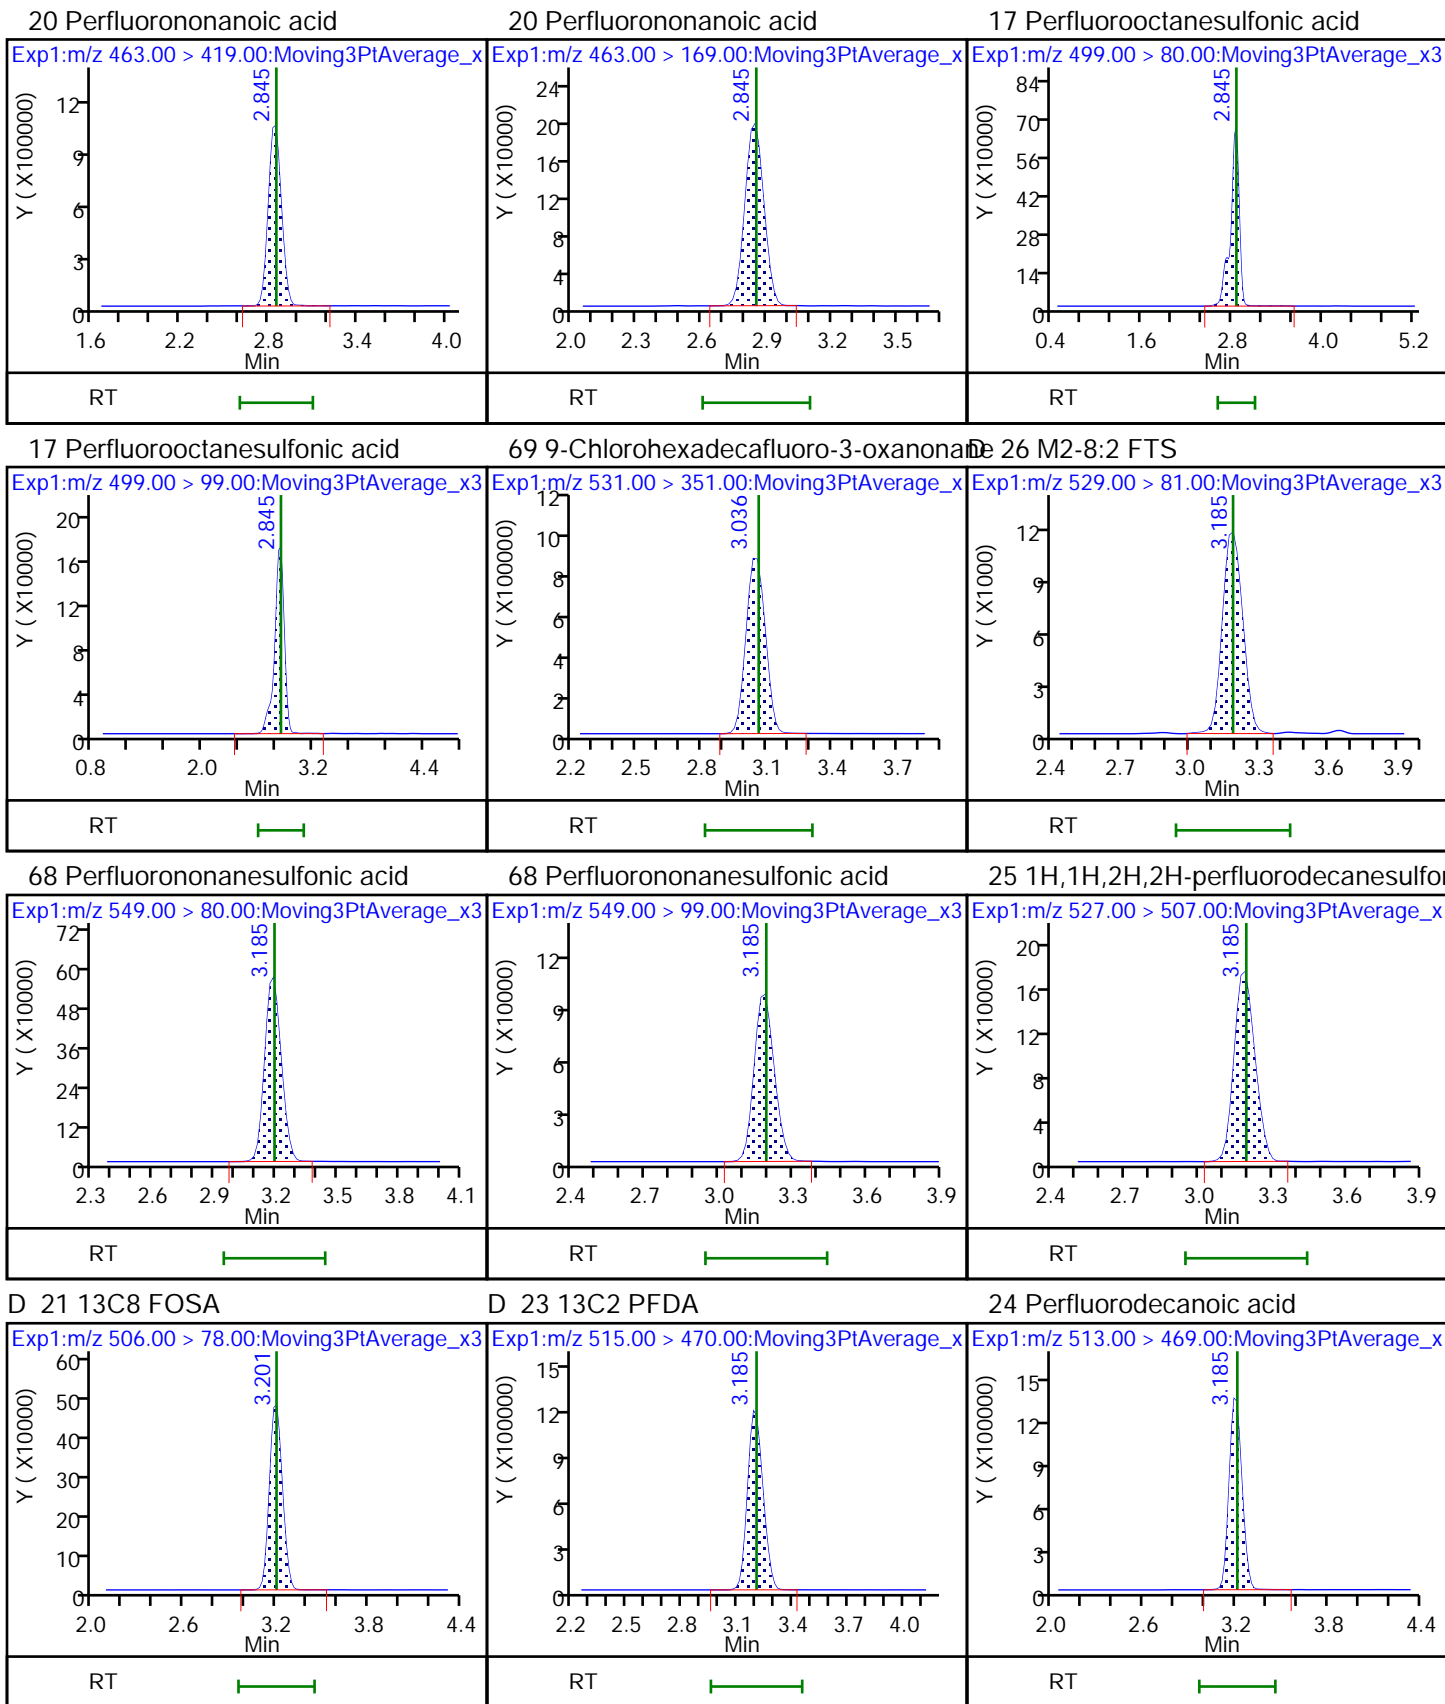 20 Perfluorononanoic acid
Exp1:m/z 463.00 > 419.00:Moving3PtAverage_x
2.845
Y ( X10000)
12
9
6
3
0
1.6 2.2 2.8 3.4 4.0
Min
RT
20 Perfluorononanoic acid
Exp1:m/z 463.00 > 169.00:Moving3PtAverage_x
2.845
Y ( X10000)
24
20
16
12
8
4
0
2.0 2.3 2.6 2.9 3.2 3.5
Min
RT
17 Perfluorooctanesulfonic acid
Exp1:m/z 499.00 > 80.00:Moving3PtAverage_x3
2.845
Y ( X10000)
84
70
56
42
28
14
0
0.4 1.6 2.8 4.0 5.2
Min
RT
17 Perfluorooctanesulfonic acid
Exp1:m/z 499.00 > 99.00:Moving3PtAverage_x3
2.845
Y ( X10000)
20
16
12
8
4
0
0.8 2.0 3.2 4.4
Min
RT
69 9-Chlorohexadecafluoro-3-oxanonane
Exp1:m/z 531.00 > 351.00:Moving3PtAverage_x
3.036
Y ( X100000)
12
10
8
6
4
2
0
2.2 2.5 2.8 3.1 3.4 3.7
Min
RT
D 26 M2-8:2 FTS
Exp1:m/z 529.00 > 81.00:Moving3PtAverage_x3
3.185
Y ( X1000)
12
9
6
3
0
2.4 2.7 3.0 3.3 3.6 3.9
Min
RT
68 Perfluorononanesulfonic acid
Exp1:m/z 549.00 > 80.00:Moving3PtAverage_x3
3.185
Y ( X10000)
72
60
48
36
24
12
0
2.3 2.6 2.9 3.2 3.5 3.8 4.1
Min
RT
68 Perfluorononanesulfonic acid
Exp1:m/z 549.00 > 99.00:Moving3PtAverage_x3
3.185
Y ( X10000)
12
9
6
3
0
2.4 2.7 3.0 3.3 3.6 3.9
Min
RT
25 1H,1H,2H,2H-perfluorodecanesulfor
Exp1:m/z 527.00 > 507.00:Moving3PtAverage_x
3.185
Y ( X10000)
20
16
12
8
4
0
2.4 2.7 3.0 3.3 3.6 3.9
Min
RT
D 21 13C8 FOSA
Exp1:m/z 506.00 > 78.00:Moving3PtAverage_x3
3.201
Y ( X100000)
60
50
40
30
20
10
0
2.0 2.6 3.2 3.8 4.4
Min
RT
D 23 13C2 PFDA
Exp1:m/z 515.00 > 470.00:Moving3PtAverage_x
3.185
Y ( X100000)
15
12
9
6
3
0
2.2 2.5 2.8 3.1 3.4 3.7 4.0
Min
RT
24 Perfluorodecanoic acid
Exp1:m/z 513.00 > 469.00:Moving3PtAverage_x
3.185
Y ( X100000)
15
12
9
6
3
0
2.0 2.6 3.2 3.8 4.4
Min
RT